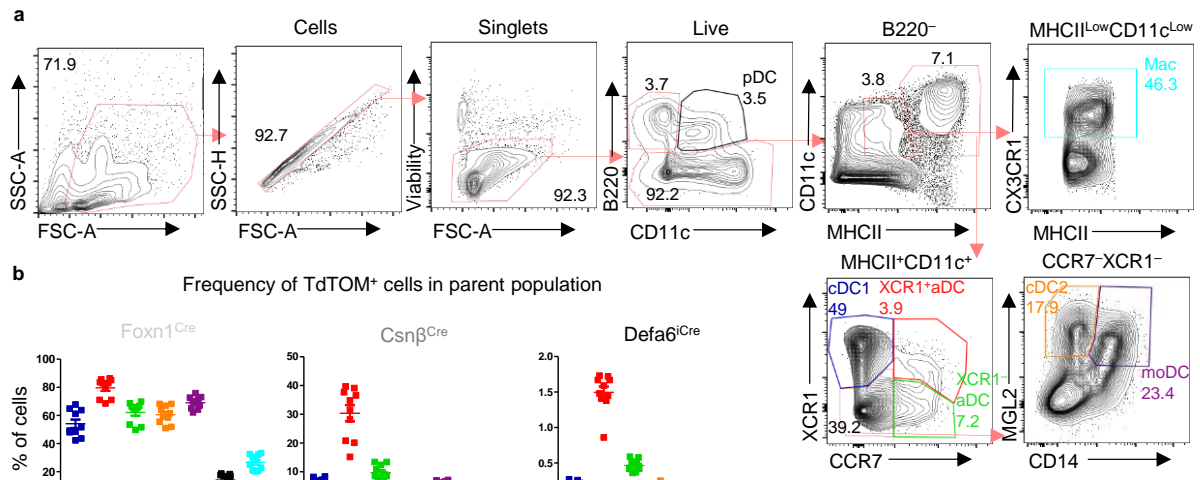 a
Cells
Singlets
Live
B220⁻
MHCII^LowCD11c^Low
71.9
SSC-A
FSC-A
92.7
SSC-H
FSC-A
92.3
Viability
FSC-A
3.7
pDC
3.5
92.2
B220
CD11c
3.8
7.1
CD11c
MHCII
Mac
46.3
CX3CR1
MHCII
MHCII⁺CD11c⁺
cDC1
49
XCR1⁺aDC
3.9
XCR1⁻
aDC
7.2
39.2
XCR1
CCR7
CCR7⁻XCR1⁻
cDC2
17.9
moDC
23.4
MGL2
CD14
b
Frequency of TdTOM⁺ cells in parent population
Foxn1^Cre
Csnβ^Cre
Defa6^iCre
% of cells
100
80
60
40
20
50
40
30
20
10
2.0
1.5
1.0
0.5